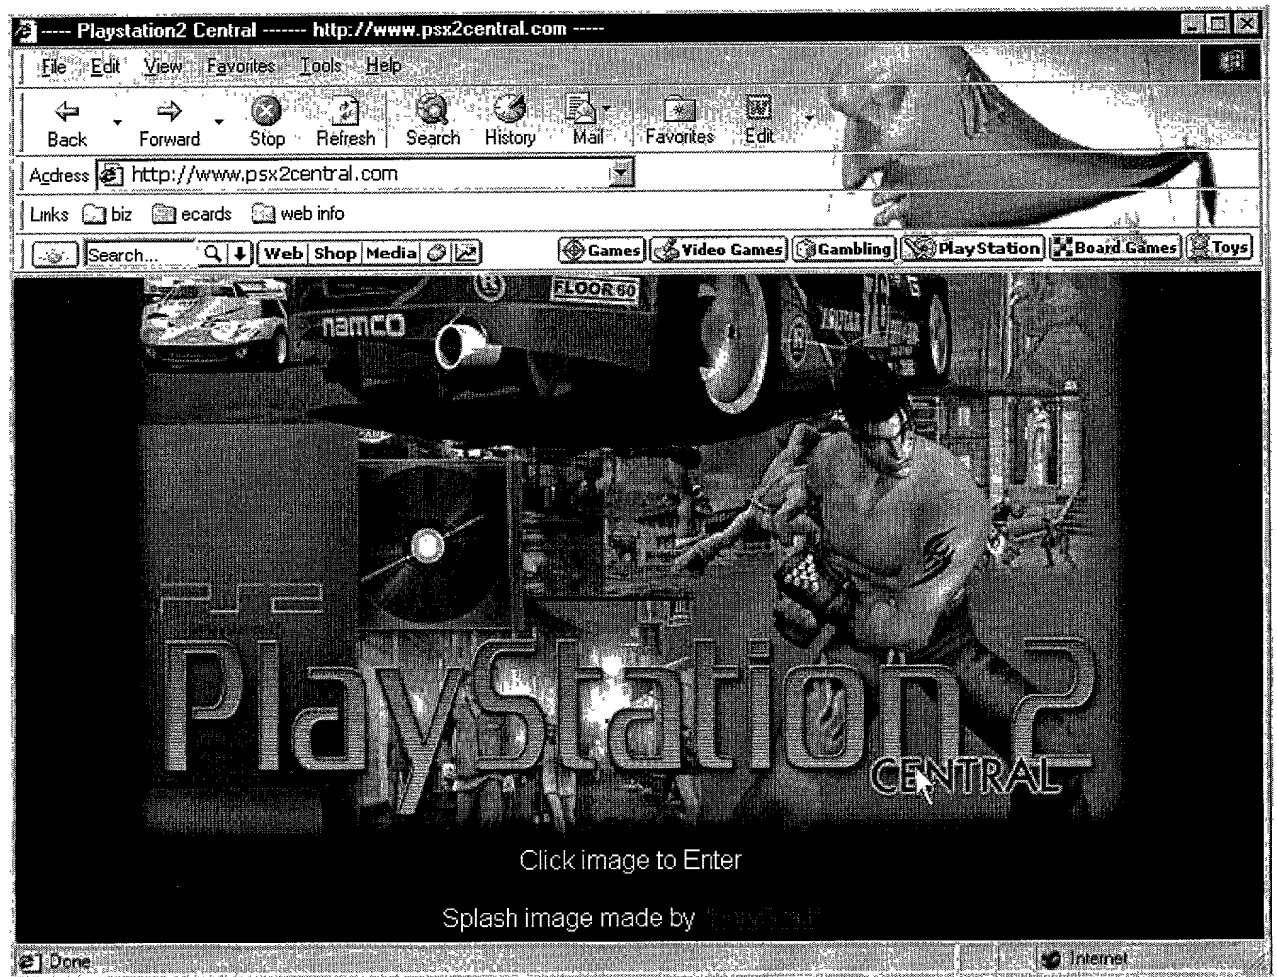 ----- Playstation2 Central ------- http://www.psx2central.com -----
File Edit View Favorites Tools Help
Back Forward Stop Refresh Search History Mail Favorites Edit
Address http://www.psx2central.com
Links biz ecards web info
Search... Web Shop Media Games Video Games Gambling PlayStation Board Games Toys
FLOOR 60
namco
PlayStation 2
CENTRAL
Click image to Enter
Splash image made by
Done Internet